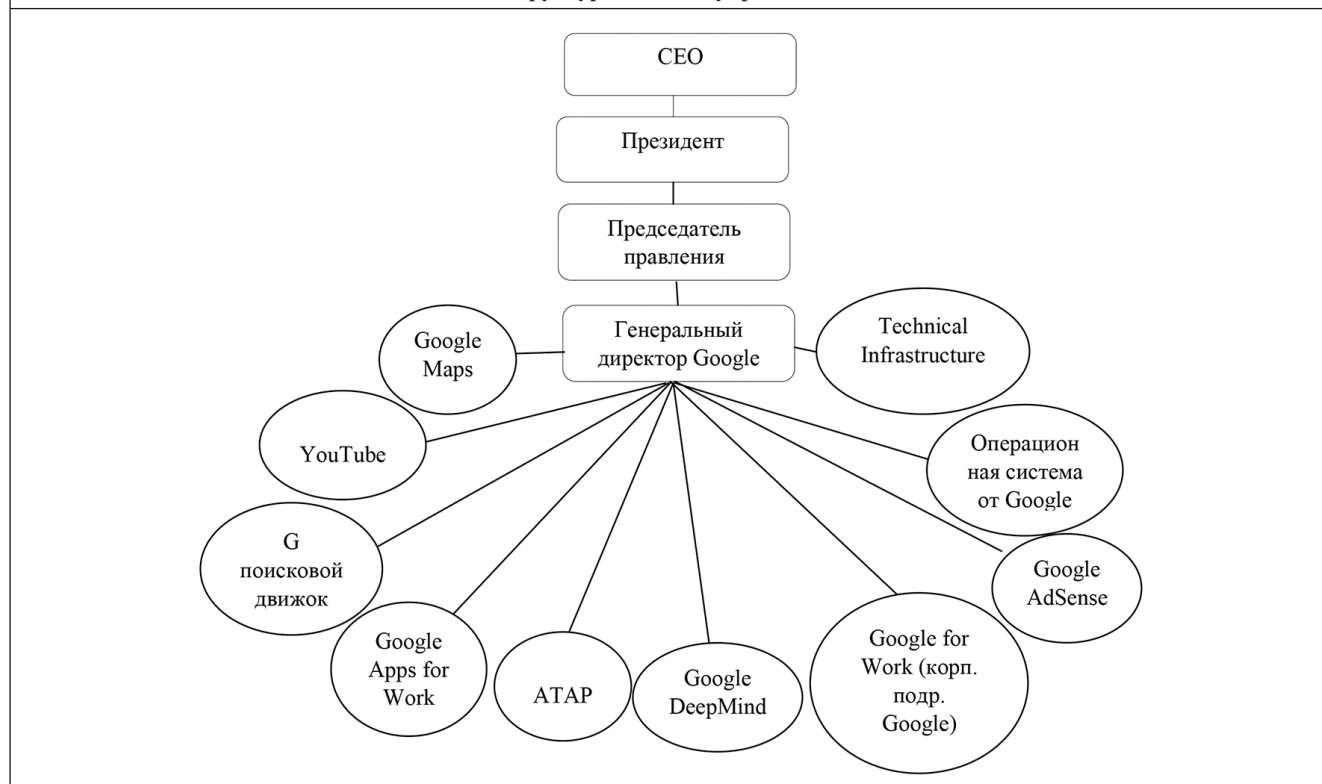 CEO
Президент
Председатель
правления
Генеральный
директор Google
Google
Maps
Technical
Infrastructure
YouTube
Операцион
ная система
от Google
G
поисковой
движок
Google
AdSense
Google
Apps for
Work
ATAP
Google
DeepMind
Google for
Work (корп.
подр.
Google)